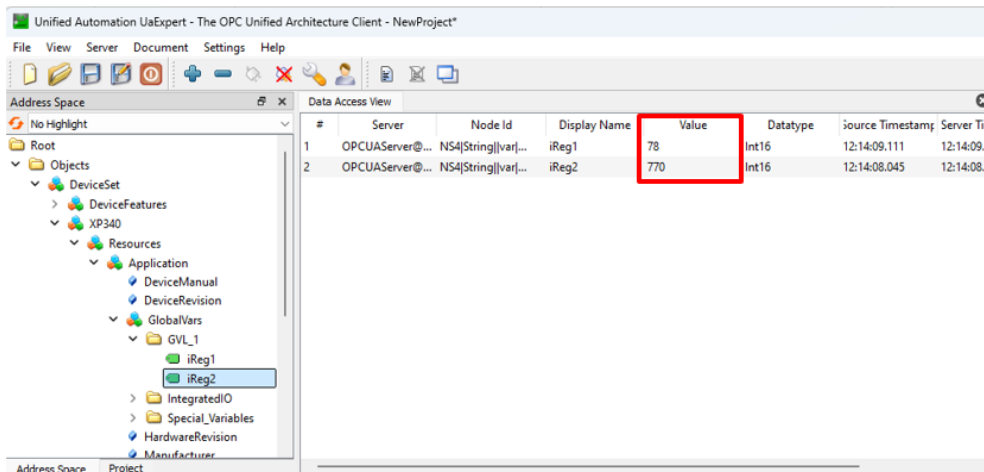 Unified Automation UaExpert - The OPC Unified Architecture Client - NewProject*
File View Server Document Settings Help
Address Space
No Highlight
Root
Objects
DeviceSet
DeviceFeatures
XP340
Resources
Application
DeviceManual
DeviceRevision
GlobalVars
GVL_1
iReg1
iReg2
IntegratedIO
Special_Variables
HardwareRevision
Manufacturer
Address Space Project
Data Access View
# Server Node Id Display Name Value Datatype Source Timestamp Server Ti
1 OPCUAServer@... NS4|String||var|... iReg1 78 Int16 12:14:09.111 12:14:09.
2 OPCUAServer@... NS4|String||var|... iReg2 770 Int16 12:14:08.045 12:14:08.